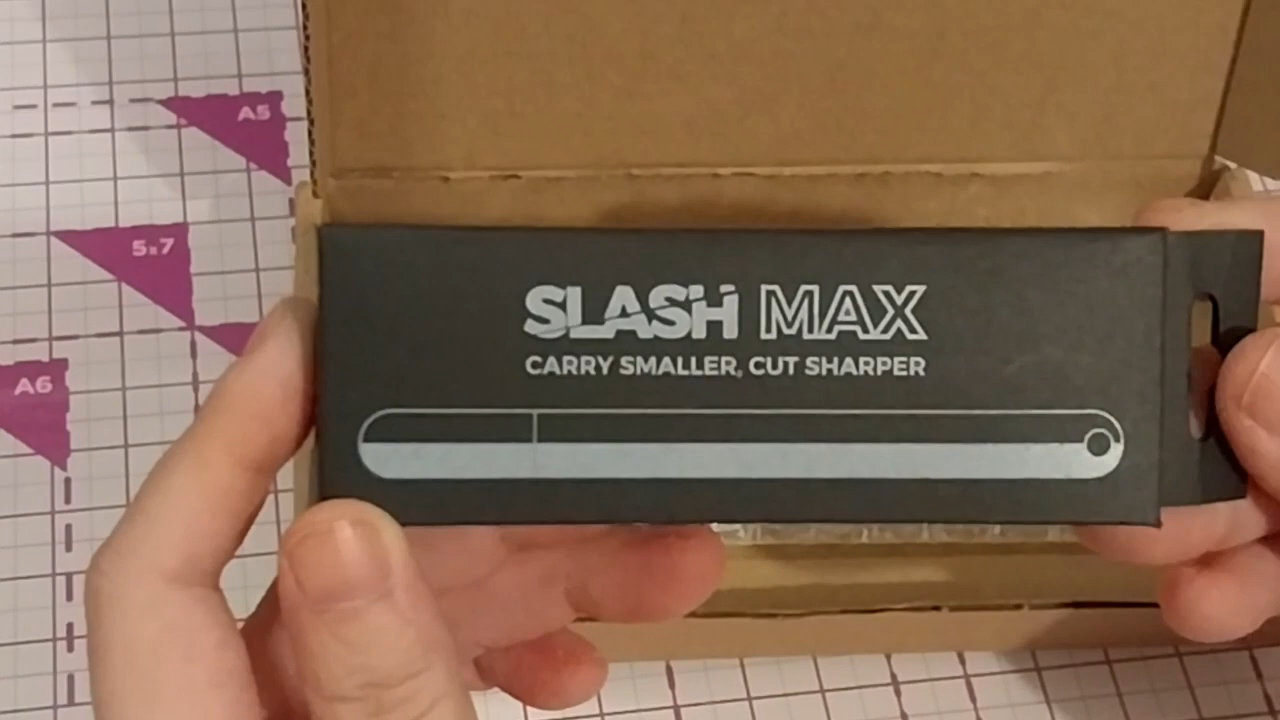 A5
5x7
A6
SLASH MAX
CARRY SMALLER, CUT SHARPER